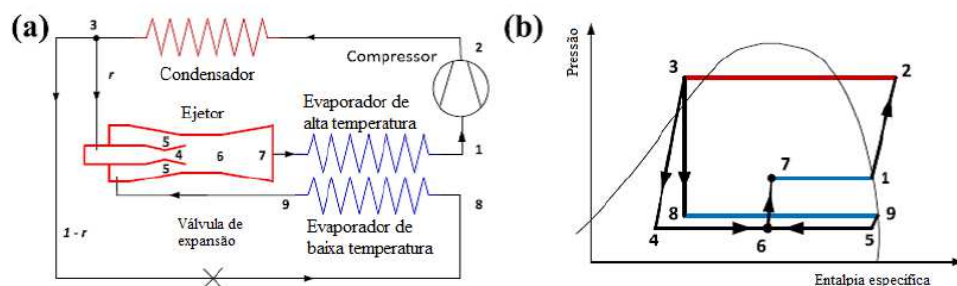 (a)
3
2
r
Condensador
Compressor
Ejetor
Evaporador de
alta temperatura
5
4
6
7
5
1
9
8
Válvula de
expansão
Evaporador de
baixa temperatura
1- r
(b)
Pressão
3
2
7
1
8
9
4
6
5
Entalpia específica